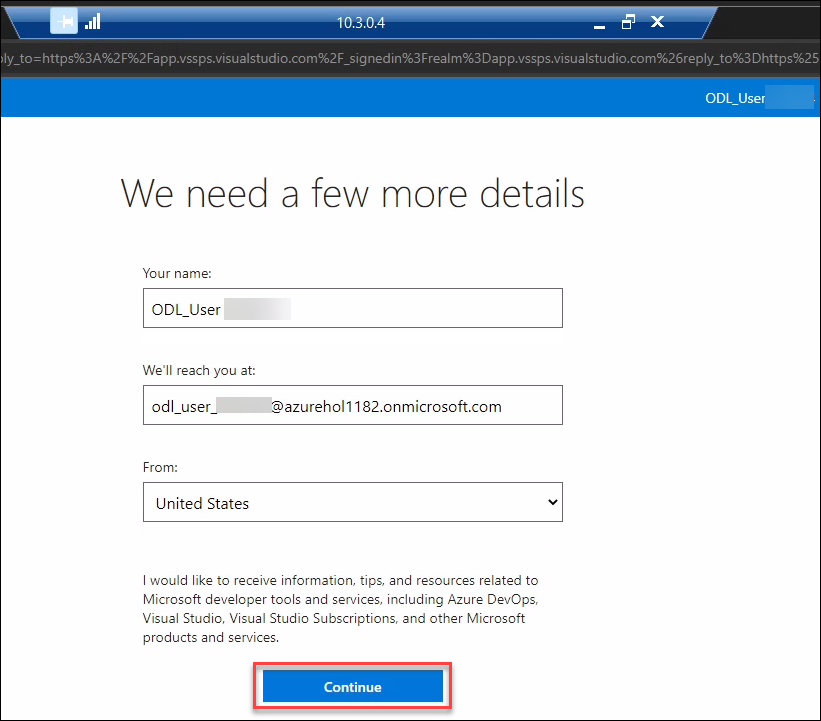 10.3.0.4
ly_to=https%3A%2F%2Fapp.vssps.visualstudio.com%2F_signedin%3Frealm%3Dapp.vssps.visualstudio.com%26reply_to%3Dhttps%25
ODL_User
We need a few more details
Your name:
ODL_User
We'll reach you at:
odl_user_ @azurehol1182.onmicrosoft.com
From:
United States
I would like to receive information, tips, and resources related to
Microsoft developer tools and services, including Azure DevOps,
Visual Studio, Visual Studio Subscriptions, and other Microsoft
products and services.
Continue